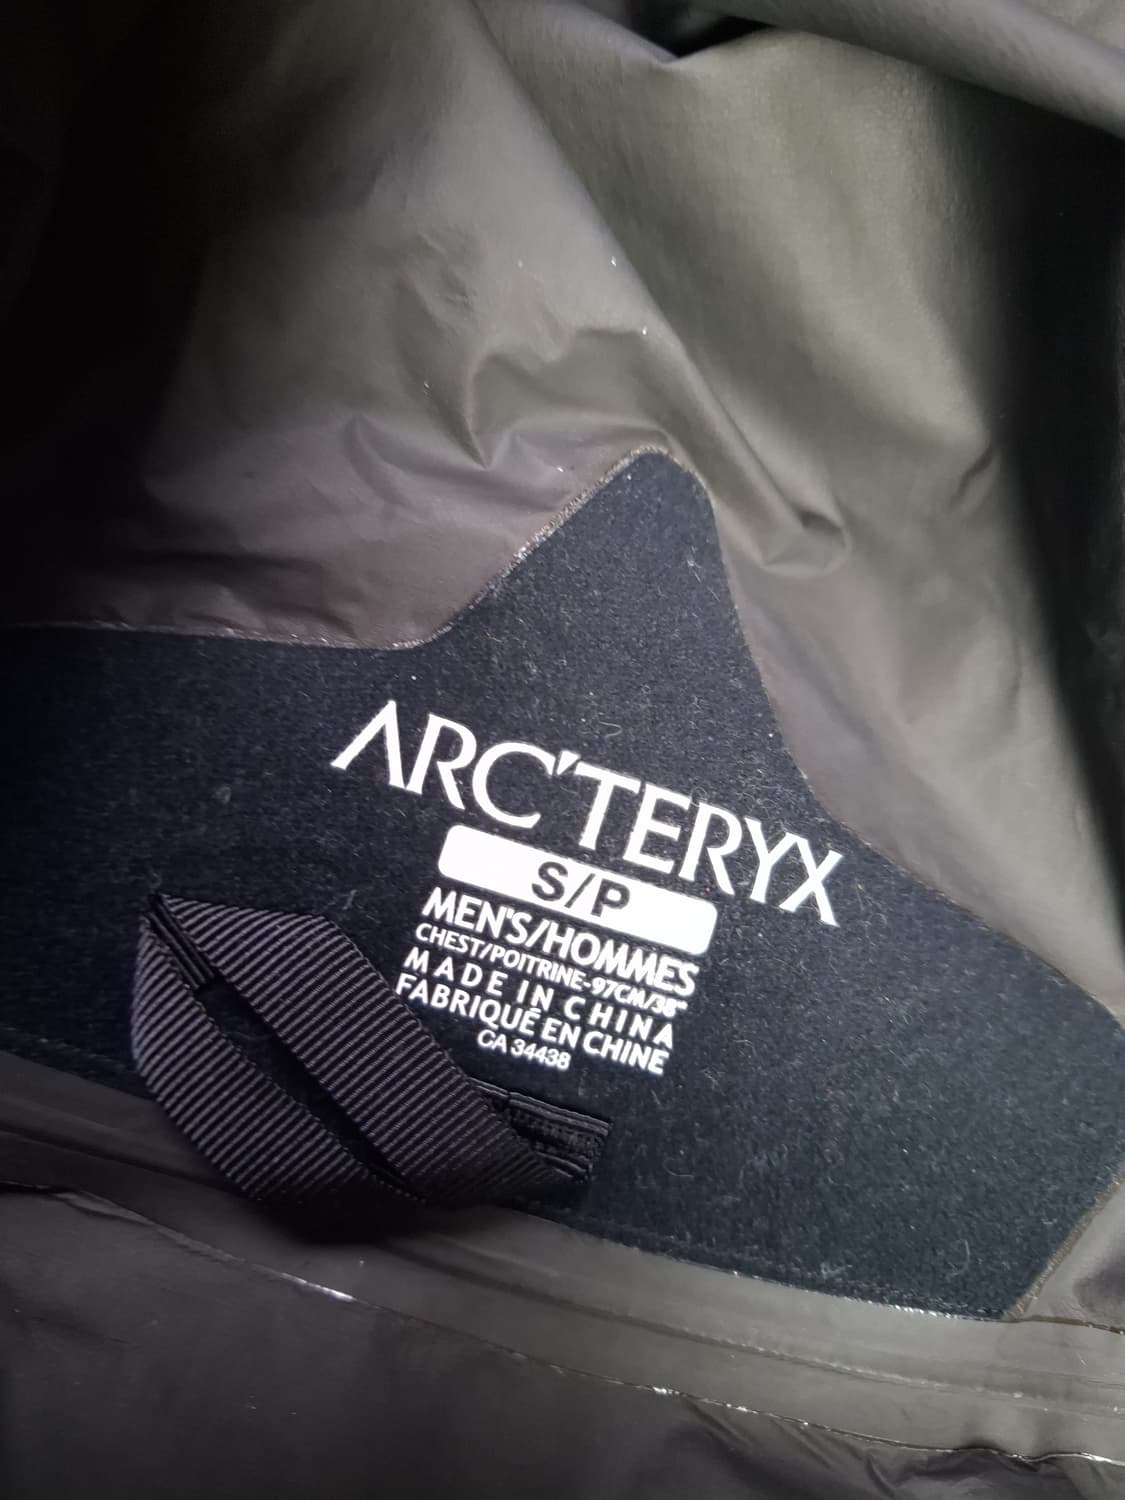 ARC'TERYX
S/P
MEN'S/HOMMES
CHEST/POITRINE-97CM/38"
MADE IN CHINA
FABRIQUÉ EN CHINE
CA 34438